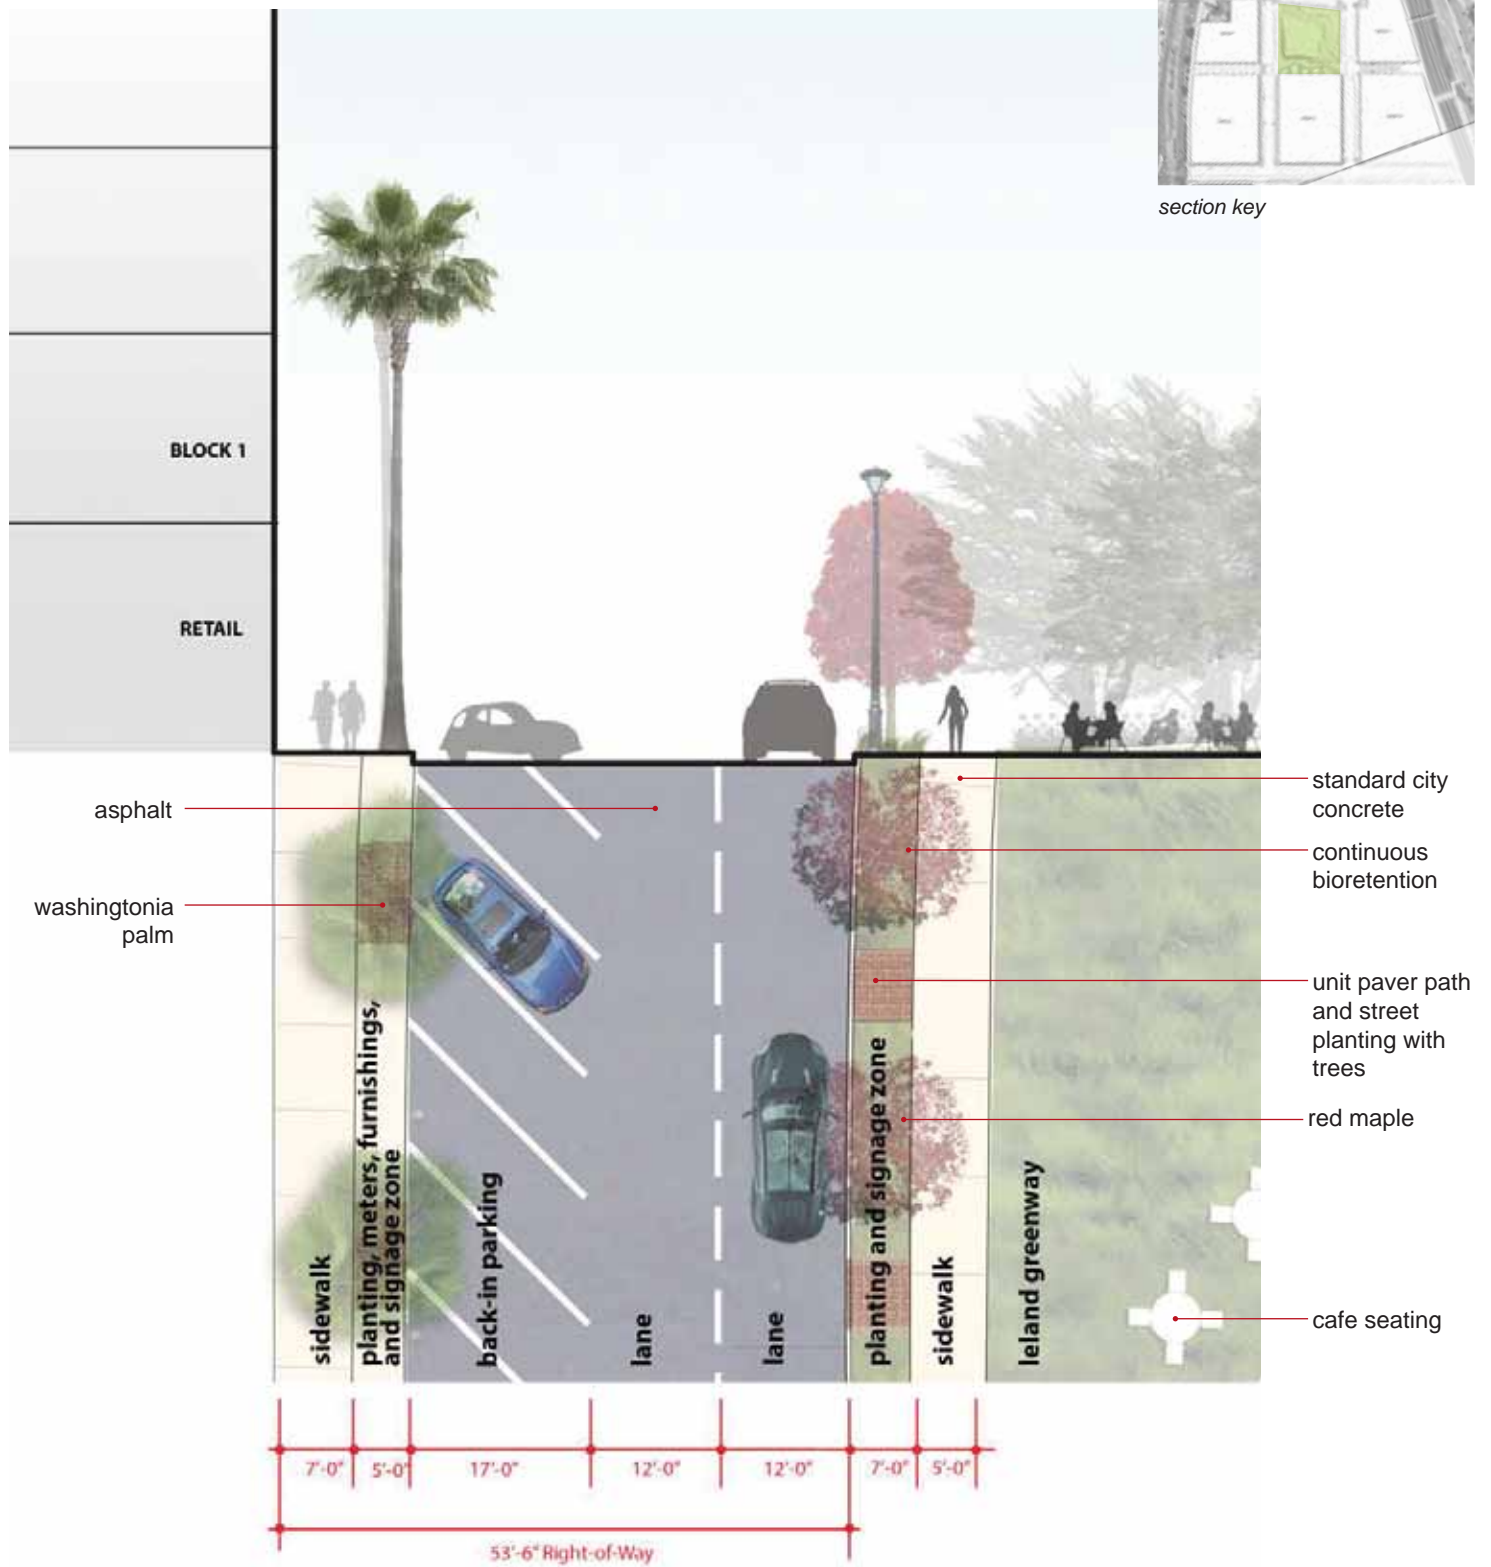 section key
BLOCK 1
RETAIL
asphalt
washingtonia
palm
standard city
concrete
continuous
bioretention
unit paver path
and street
planting with
trees
red maple
cafe seating
sidewalk
planting, meters, furnishings,
and signage zone
back-in parking
lane
lane
planting and signage zone
sidewalk
leland greenway
7'-0" 5'-0" 17'-0" 12'-0" 12'-0" 7'-0" 5'-0"
53'-6" Right-of-Way